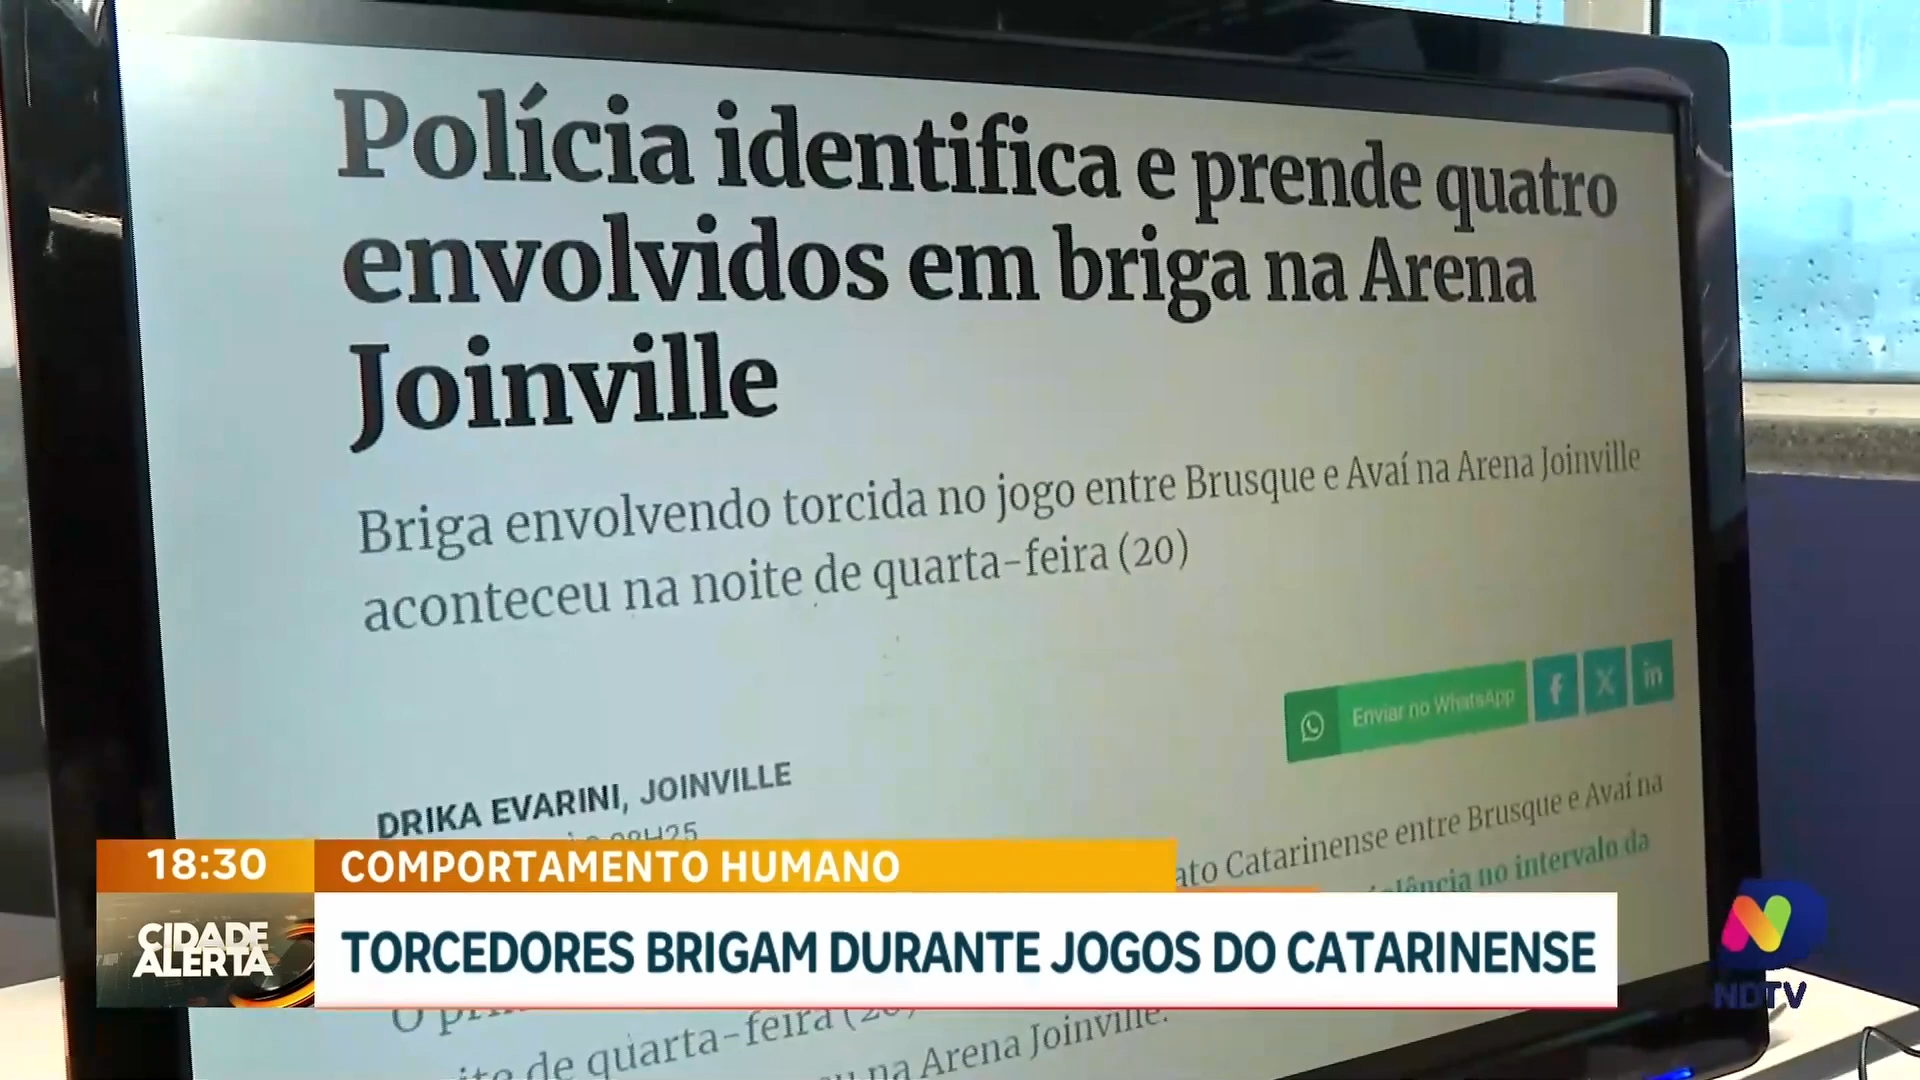 Polícia identifica e prende quatro
envolvidos em briga na Arena
Joinville
Briga envolvendo torcida no jogo entre Brusque e Avaí na Arena Joinville
aconteceu na noite de quarta-feira (20)
Enviar no WhatsApp
DRIKA EVARINI, JOINVILLE
Catarinense entre Brusque e Avaí na
no intervalo da
18:30
COMPORTAMENTO HUMANO
CIDADE
ALERTA
TORCEDORES BRIGAM DURANTE JOGOS DO CATARINENSE
NDTV
O
de quarta-feira
na Arena Joinville.